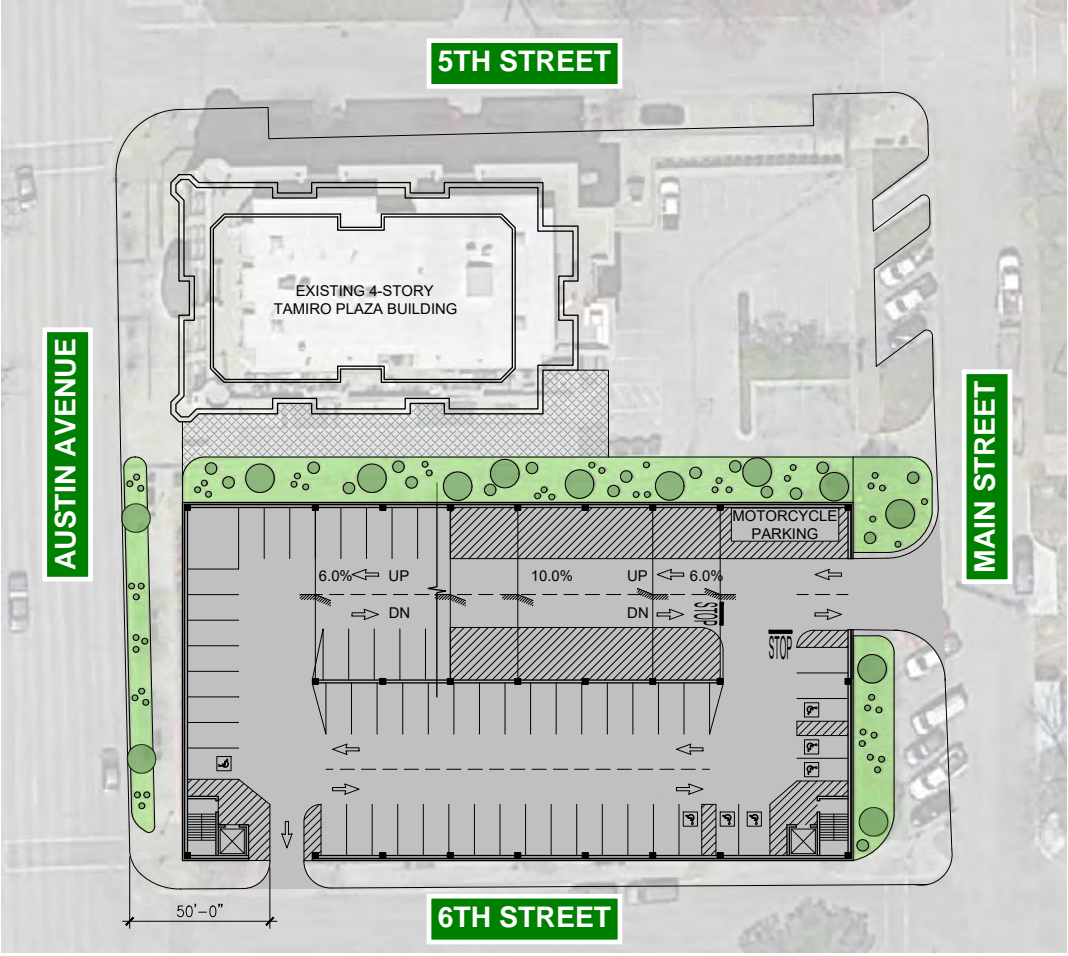 5TH STREET
EXISTING 4-STORY
TAMIRO PLAZA BUILDING
AUSTIN AVENUE
MAIN STREET
MOTORCYCLE
PARKING
6.0%
UP
10.0%
UP
6.0%
DN
DN
STOP
STOP
50'-0"
6TH STREET